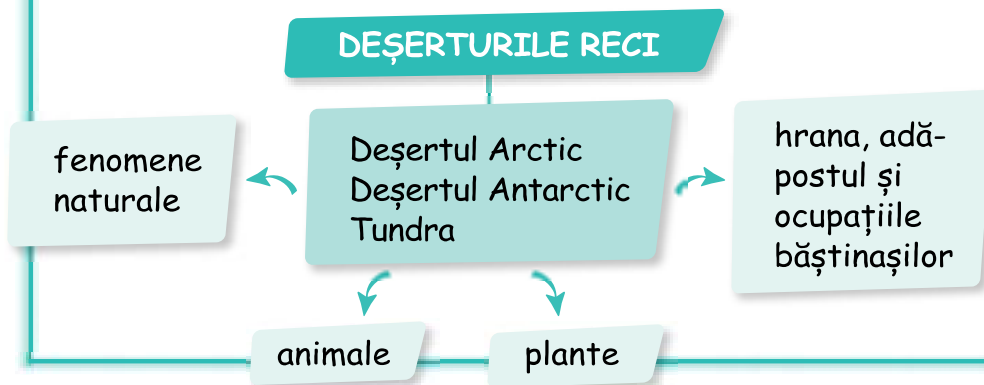 DEȘERTURILE RECI
fenomene
naturale
Deșertul Arctic
Deșertul Antarctic
Tundra
hrana, adă-
postul și
ocupațiile
băștinașilor
animale
plante